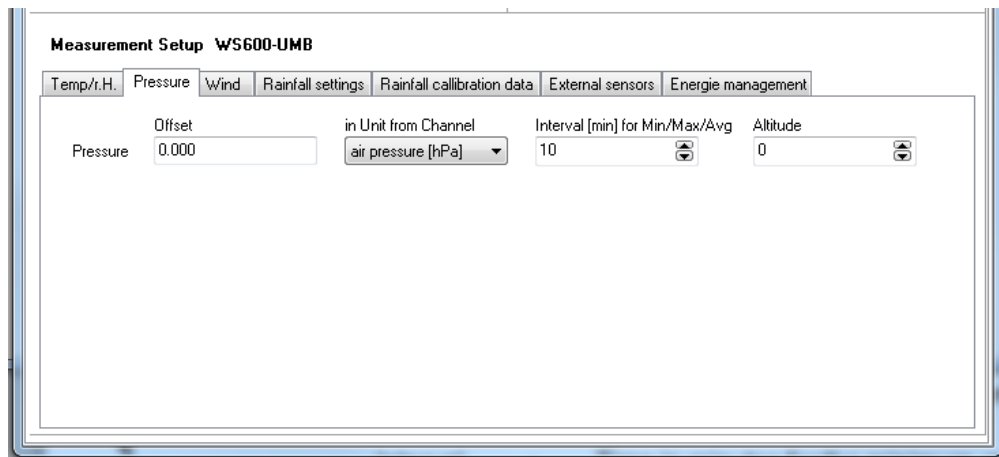 Measurement Setup WS600-UMB
Temp/r.H. Pressure Wind Rainfall settings Rainfall callibration data External sensors Energie management
Offset in Unit from Channel Interval [min] for Min/Max/Avg Altitude
Pressure 0.000 air pressure [hPa] 10 0